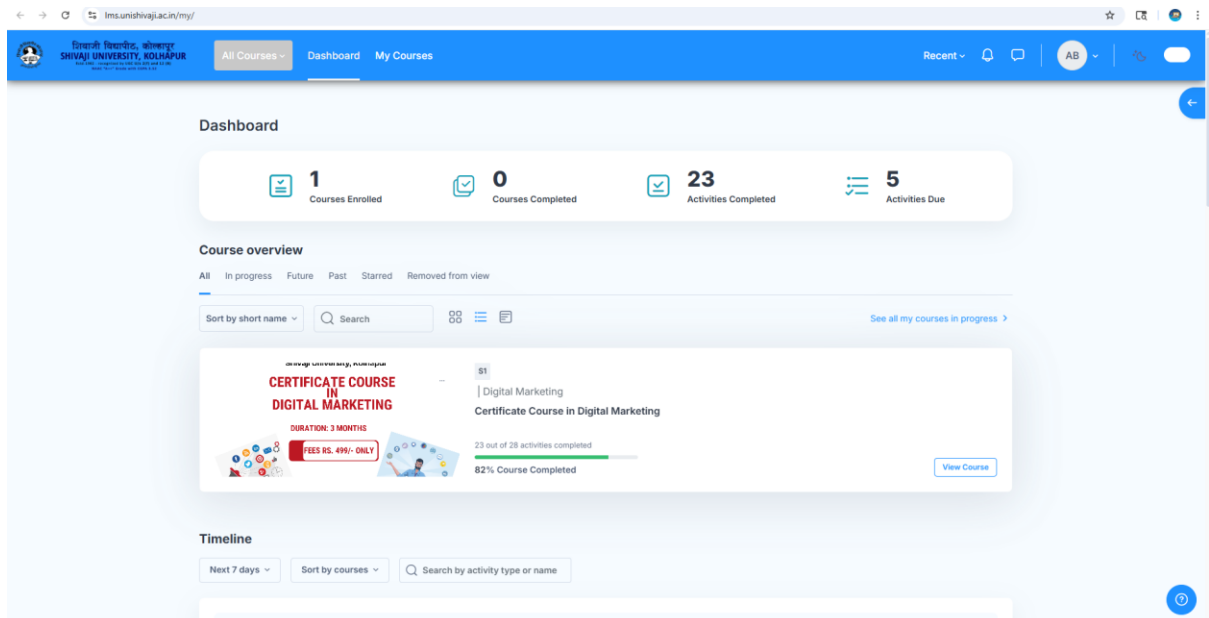 lms.unishivaji.ac.in/my/
शिवाजी विद्यापीठ, कोल्हापूर
SHIVAJI UNIVERSITY, KOLHAPUR
All Courses
Dashboard
My Courses
Recent
AB
Dashboard
1
Courses Enrolled
0
Courses Completed
23
Activities Completed
5
Activities Due
Course overview
All In progress Future Past Starred Removed from view
Sort by short name
Search
See all my courses in progress
Shivaji University, Kolhapur
CERTIFICATE COURSE
IN
DIGITAL MARKETING
DURATION: 3 MONTHS
FEES RS. 499/- ONLY
S1
| Digital Marketing
Certificate Course in Digital Marketing
23 out of 28 activities completed
82% Course Completed
View Course
Timeline
Next 7 days
Sort by courses
Search by activity type or name